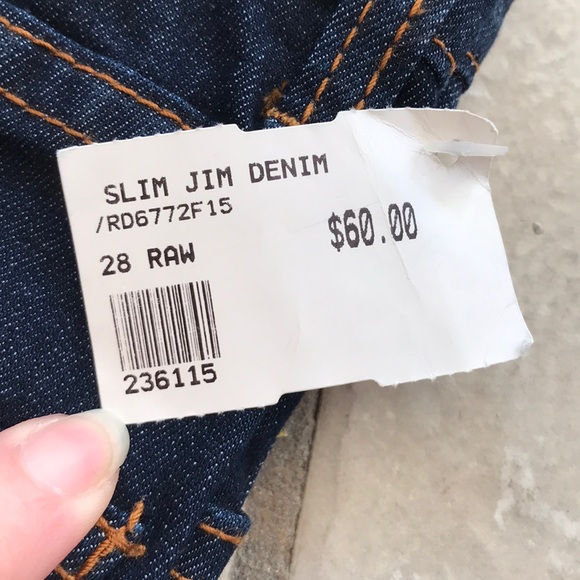 SLIM JIM DENIM
/RD6772F15
$60.00
28 RAW
236115